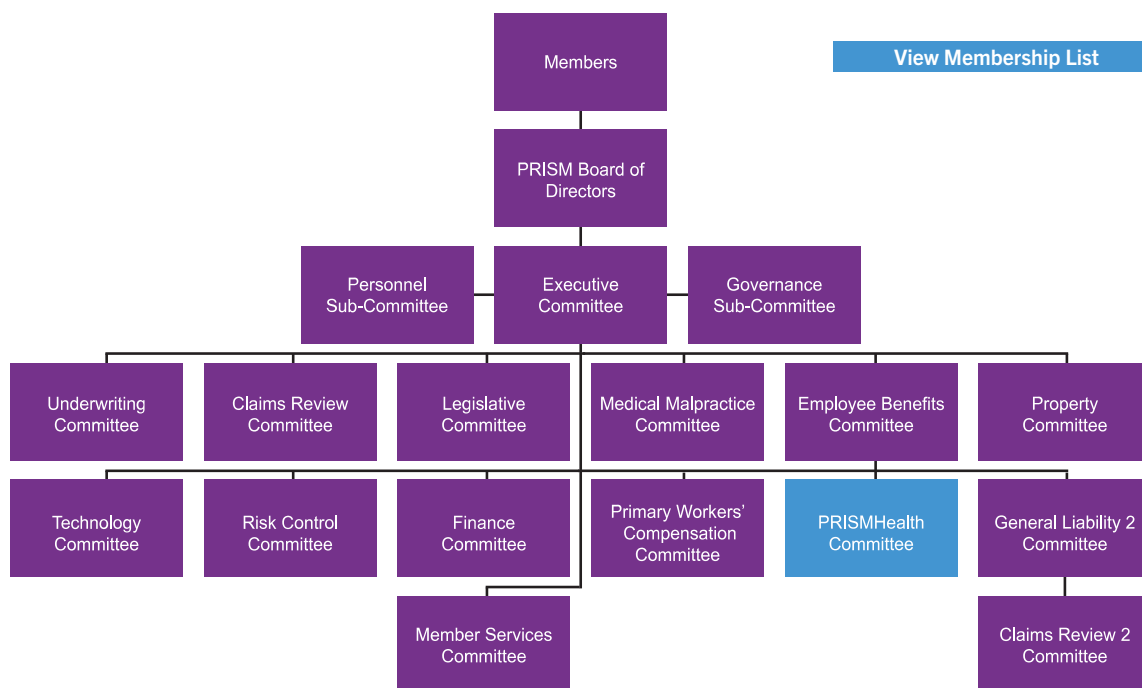 Members
View Membership List
PRISM Board of
Directors
Personnel
Sub-Committee
Executive
Committee
Governance
Sub-Committee
Underwriting
Committee
Claims Review
Committee
Legislative
Committee
Medical Malpractice
Committee
Employee Benefits
Committee
Property
Committee
Technology
Committee
Risk Control
Committee
Finance
Committee
Primary Workers’
Compensation
Committee
PRISMHealth
Committee
General Liability 2
Committee
Member Services
Committee
Claims Review 2
Committee